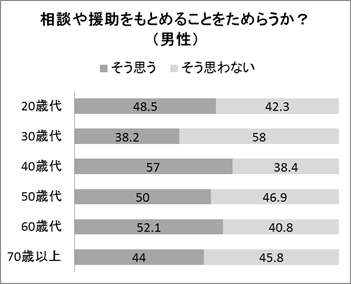 相談や援助をもとめることをためらうか？
（男性）
■そう思う ■そう思わない
20歳代 48.5 42.3
30歳代 38.2 58
40歳代 57 38.4
50歳代 50 46.9
60歳代 52.1 40.8
70歳以上 44 45.8